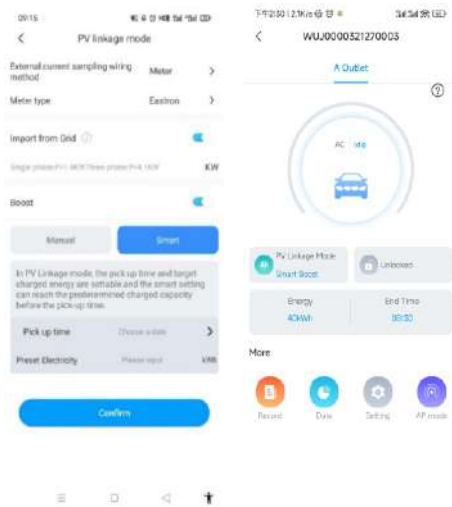 09:15
PV linkage mode
External current sampling wiring method
Meter
Meter type
Eastron
Import from Grid
KW
Boost
Manual
Smart
In PV Linkage mode, the pick up time and target
charged energy are settable and the smart setting
can reach the predetermined charged capacity
before the pick-up time.
Pick up time
Choose a date
Preset Electricity
Please input
kWh
Confirm
WUJ0000321270003
A Outlet
AC
Idle
PV Linkage Mode
Smart Boost
Unlocked
Energy
End Time
40kWh
More
Record
Data
Setting
AP mode